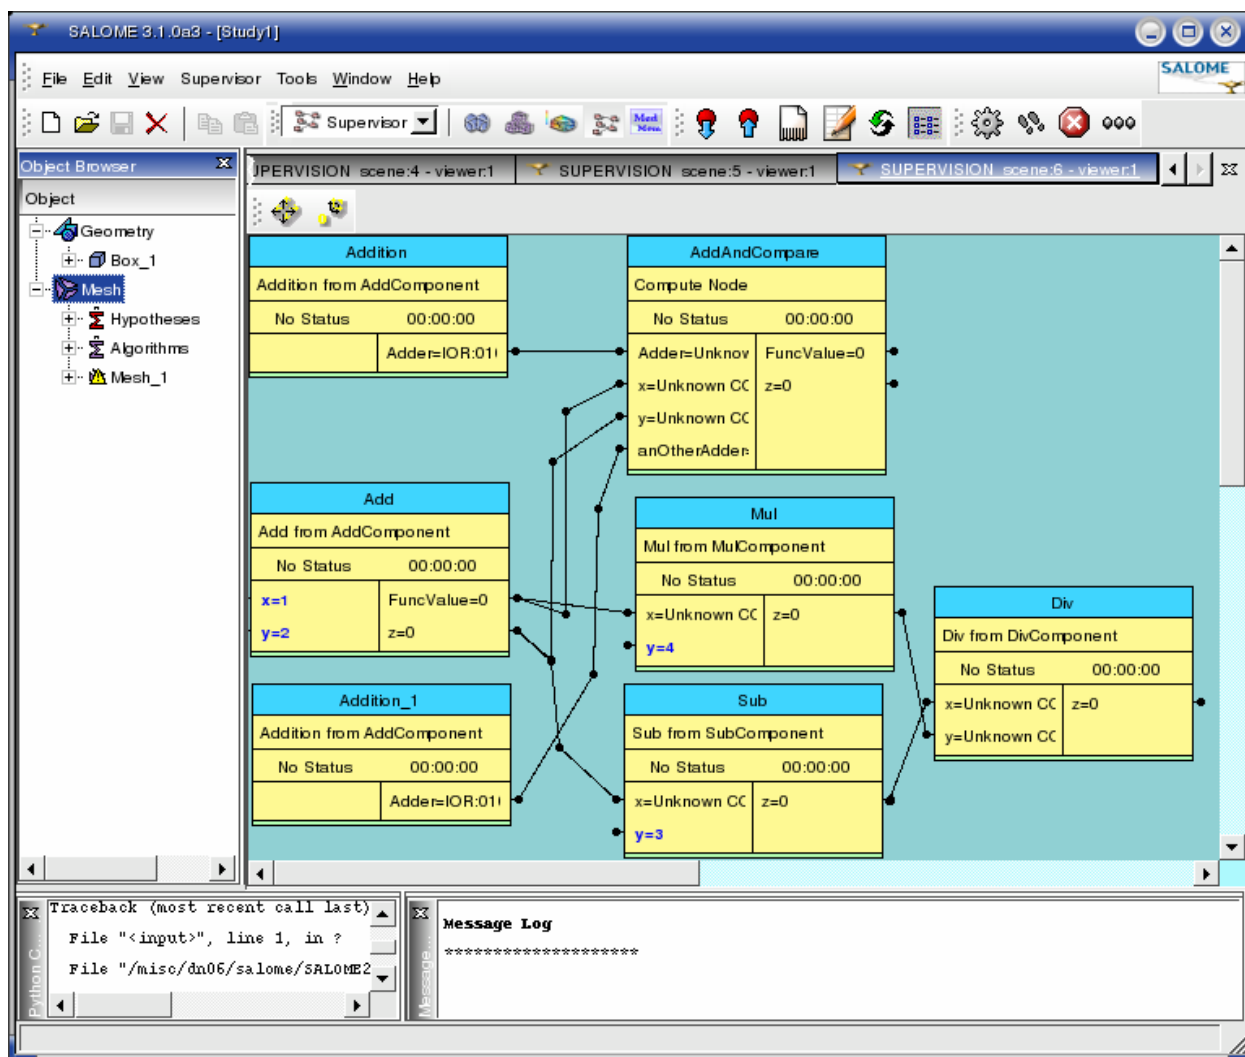 SALOME 3.1.0a3 - [Study1]
File Edit View Supervisor Tools Window Help
SALOME
Supervisor
Med
Mem
Object Browser
UPERVISION scene:4 - viewer:1
SUPERVISION scene:5 - viewer:1
SUPERVISION scene:6 - viewer:1
Object
Geometry
Box_1
Mesh
Hypotheses
Algorithms
Mesh_1
Addition
Addition from AddComponent
No Status 00:00:00
Adder=IOR:01
AddAndCompare
Compute Node
No Status 00:00:00
Adder=Unknov FuncValue=0
x=Unknown CC z=0
y=Unknown CC
anOtherAdder=
Add
Add from AddComponent
No Status 00:00:00
x=1 FuncValue=0
y=2 z=0
Mul
Mul from MulComponent
No Status 00:00:00
x=Unknown CC z=0
y=4
Div
Div from DivComponent
No Status 00:00:00
x=Unknown CC z=0
y=Unknown CC
Addition_1
Addition from AddComponent
No Status 00:00:00
Adder=IOR:01
Sub
Sub from SubComponent
No Status 00:00:00
x=Unknown CC z=0
y=3
Python C...
Traceback (most recent call last)
File "<input>", line 1, in ?
File "/misc/dn06/salome/SALOME2
Message...
Message Log
********************